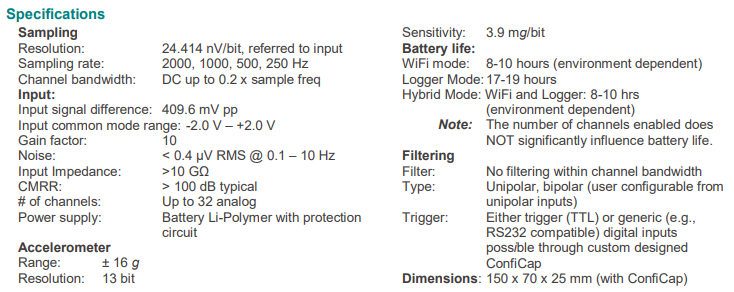 Specifications
Sampling
Resolution: 24.414 nV/bit, referred to input
Sampling rate: 2000, 1000, 500, 250 Hz
Channel bandwidth: DC up to 0.2 x sample freq
Input:
Input signal difference: 409.6 mV pp
Input common mode range: -2.0 V – +2.0 V
Gain factor: 10
Noise: < 0.4 µV RMS @ 0.1 – 10 Hz
Input Impedance: >10 GΩ
CMRR: > 100 dB typical
# of channels: Up to 32 analog
Power supply: Battery Li-Polymer with protection
circuit
Accelerometer
Range: ± 16 g
Resolution: 13 bit
Sensitivity: 3.9 mg/bit
Battery life:
WiFi mode: 8-10 hours (environment dependent)
Logger Mode: 17-19 hours
Hybrid Mode: WiFi and Logger: 8-10 hrs
(environment dependent)
Note: The number of channels enabled does
NOT significantly influence battery life.
Filtering
Filter: No filtering within channel bandwidth
Type: Unipolar, bipolar (user configurable from
unipolar inputs)
Trigger: Either trigger (TTL) or generic (e.g.,
RS232 compatible) digital inputs
possible through custom designed
ConfiCap
Dimensions: 150 x 70 x 25 mm (with ConfiCap)